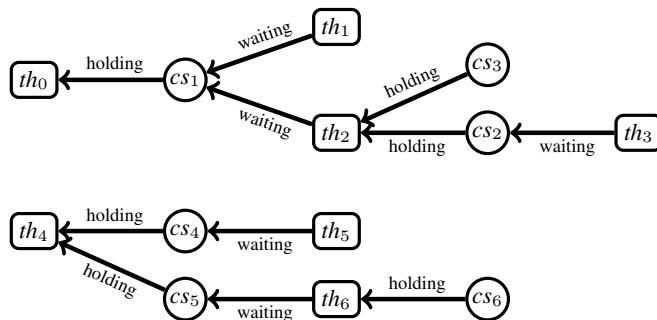 th₁
waiting
holding
th₀
cs₁
cs₃
holding
waiting
th₂
holding
cs₂
waiting
th₃
th₄
holding
cs₄
waiting
th₅
holding
cs₅
waiting
th₆
holding
cs₆